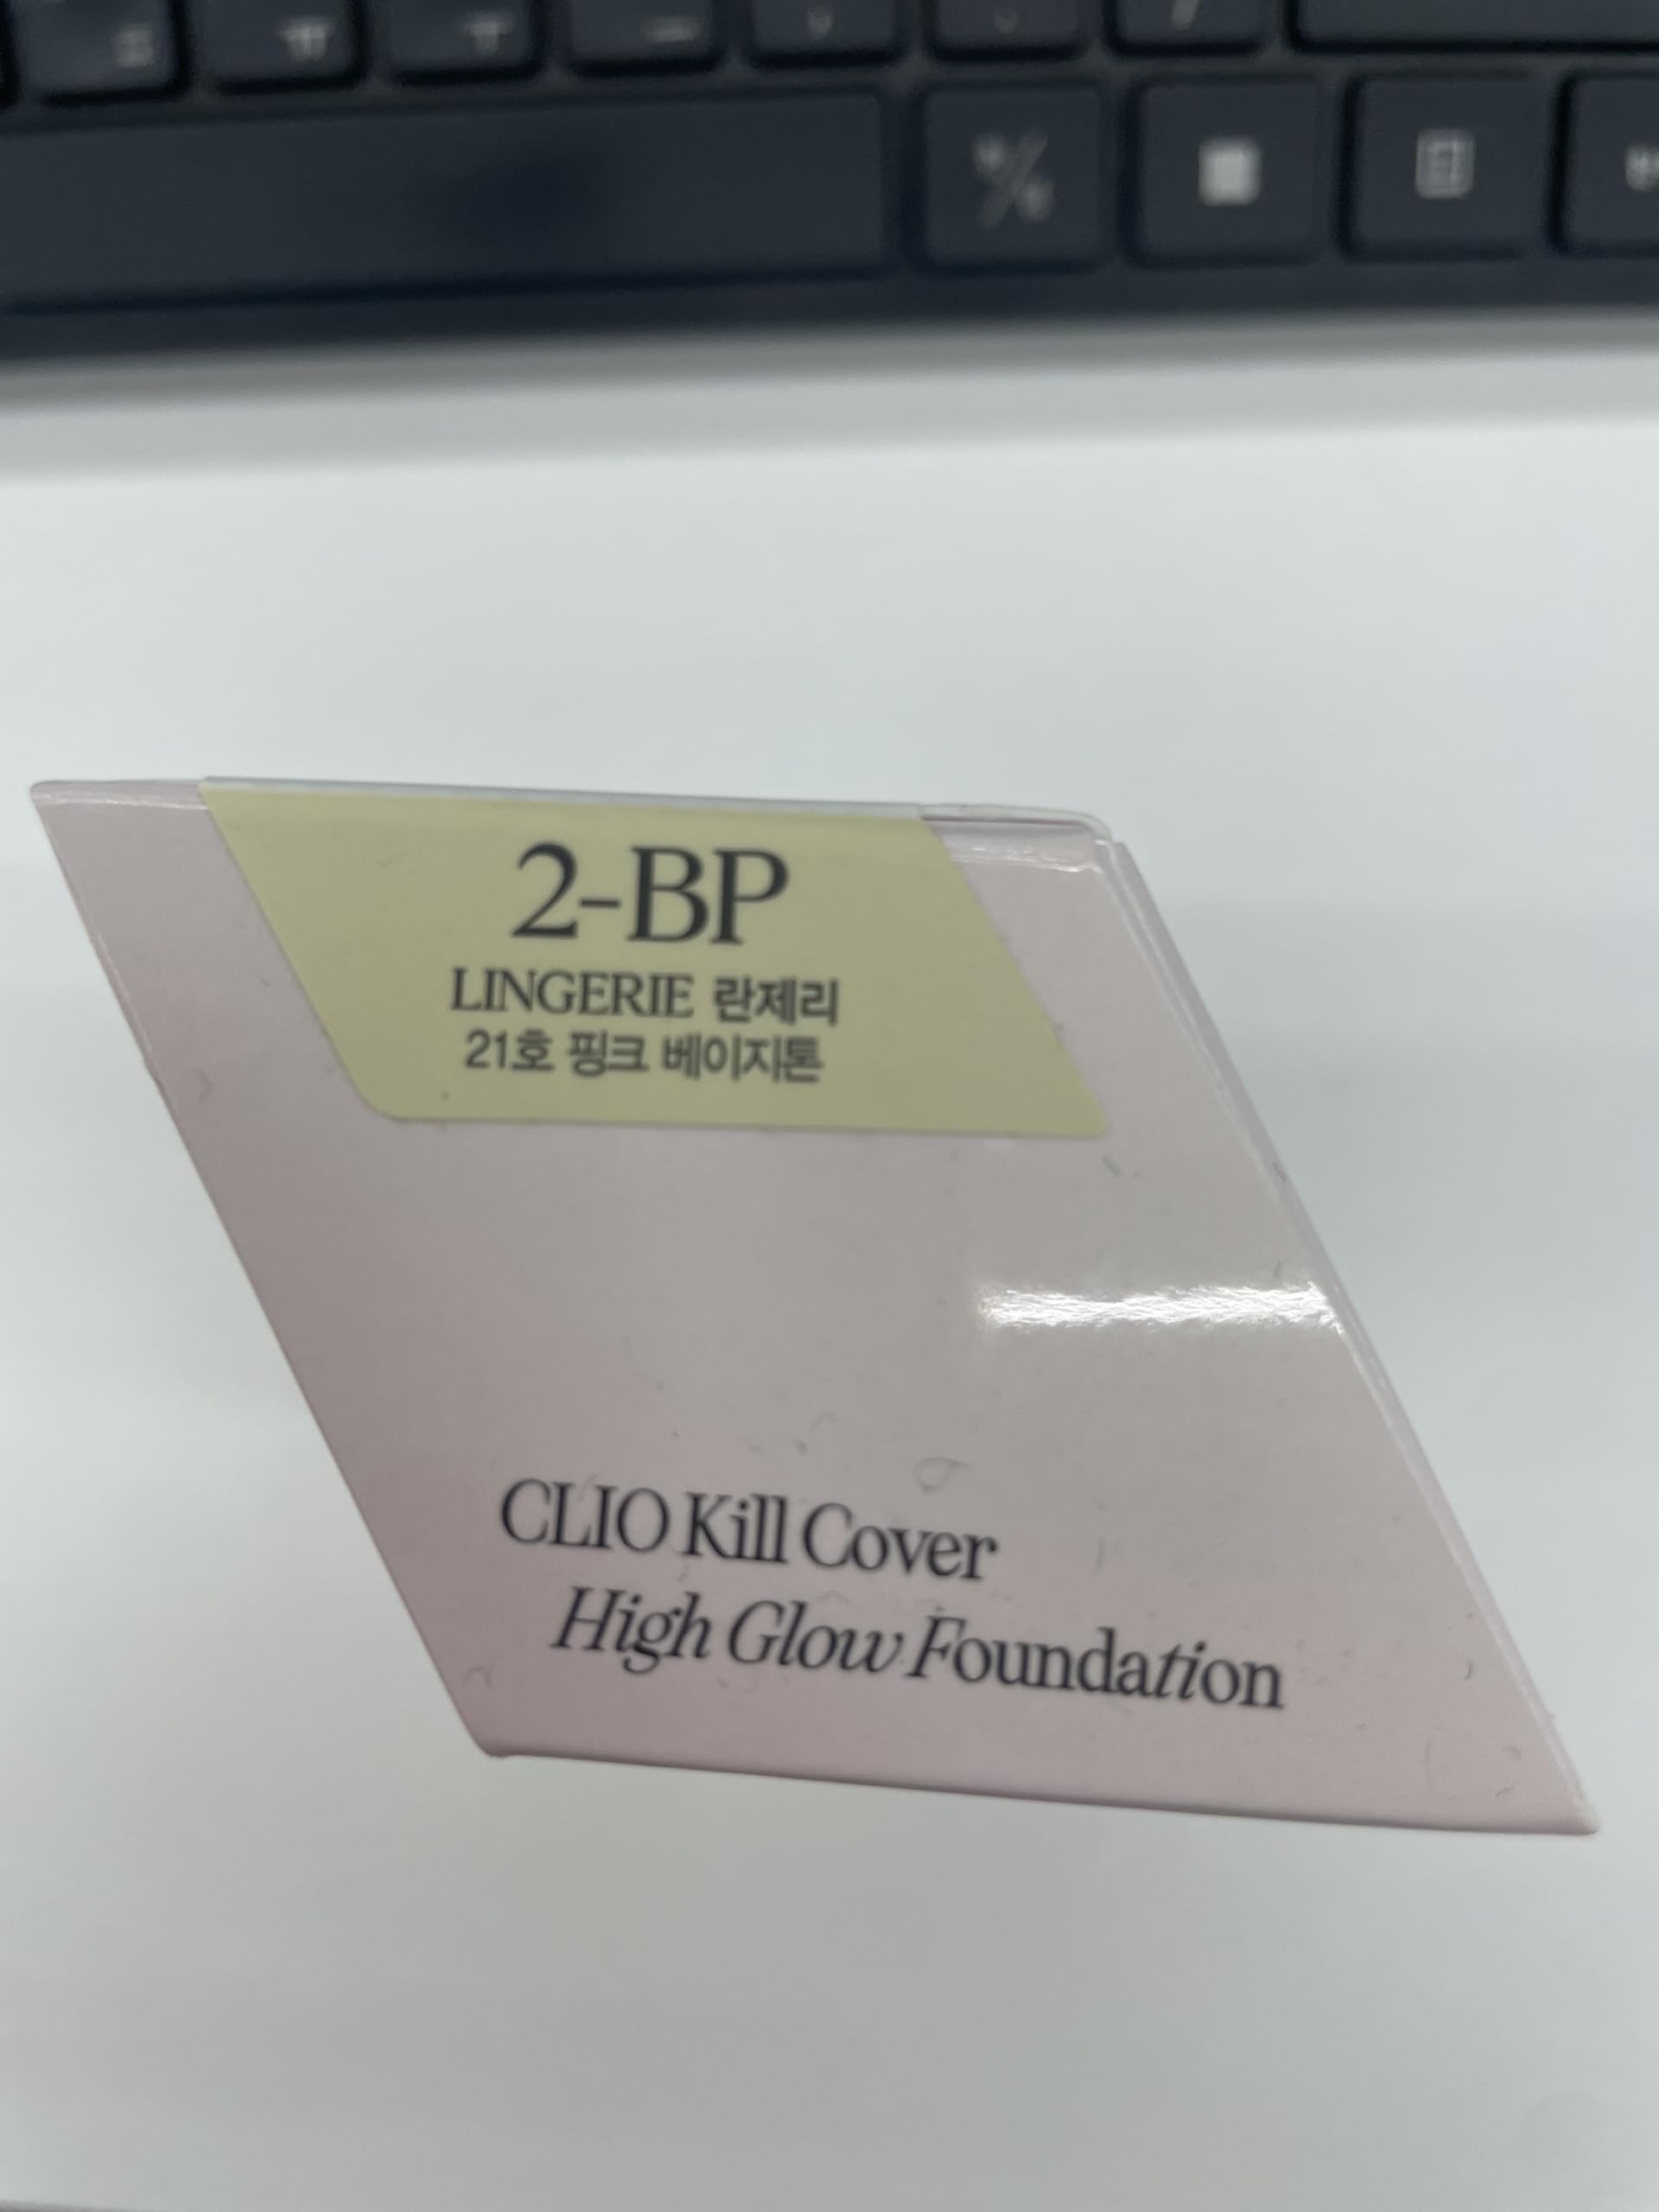 2-BP
LINGERIE 란제리
21호 핑크 베이지톤
CLIO Kill Cover
High Glow Foundation